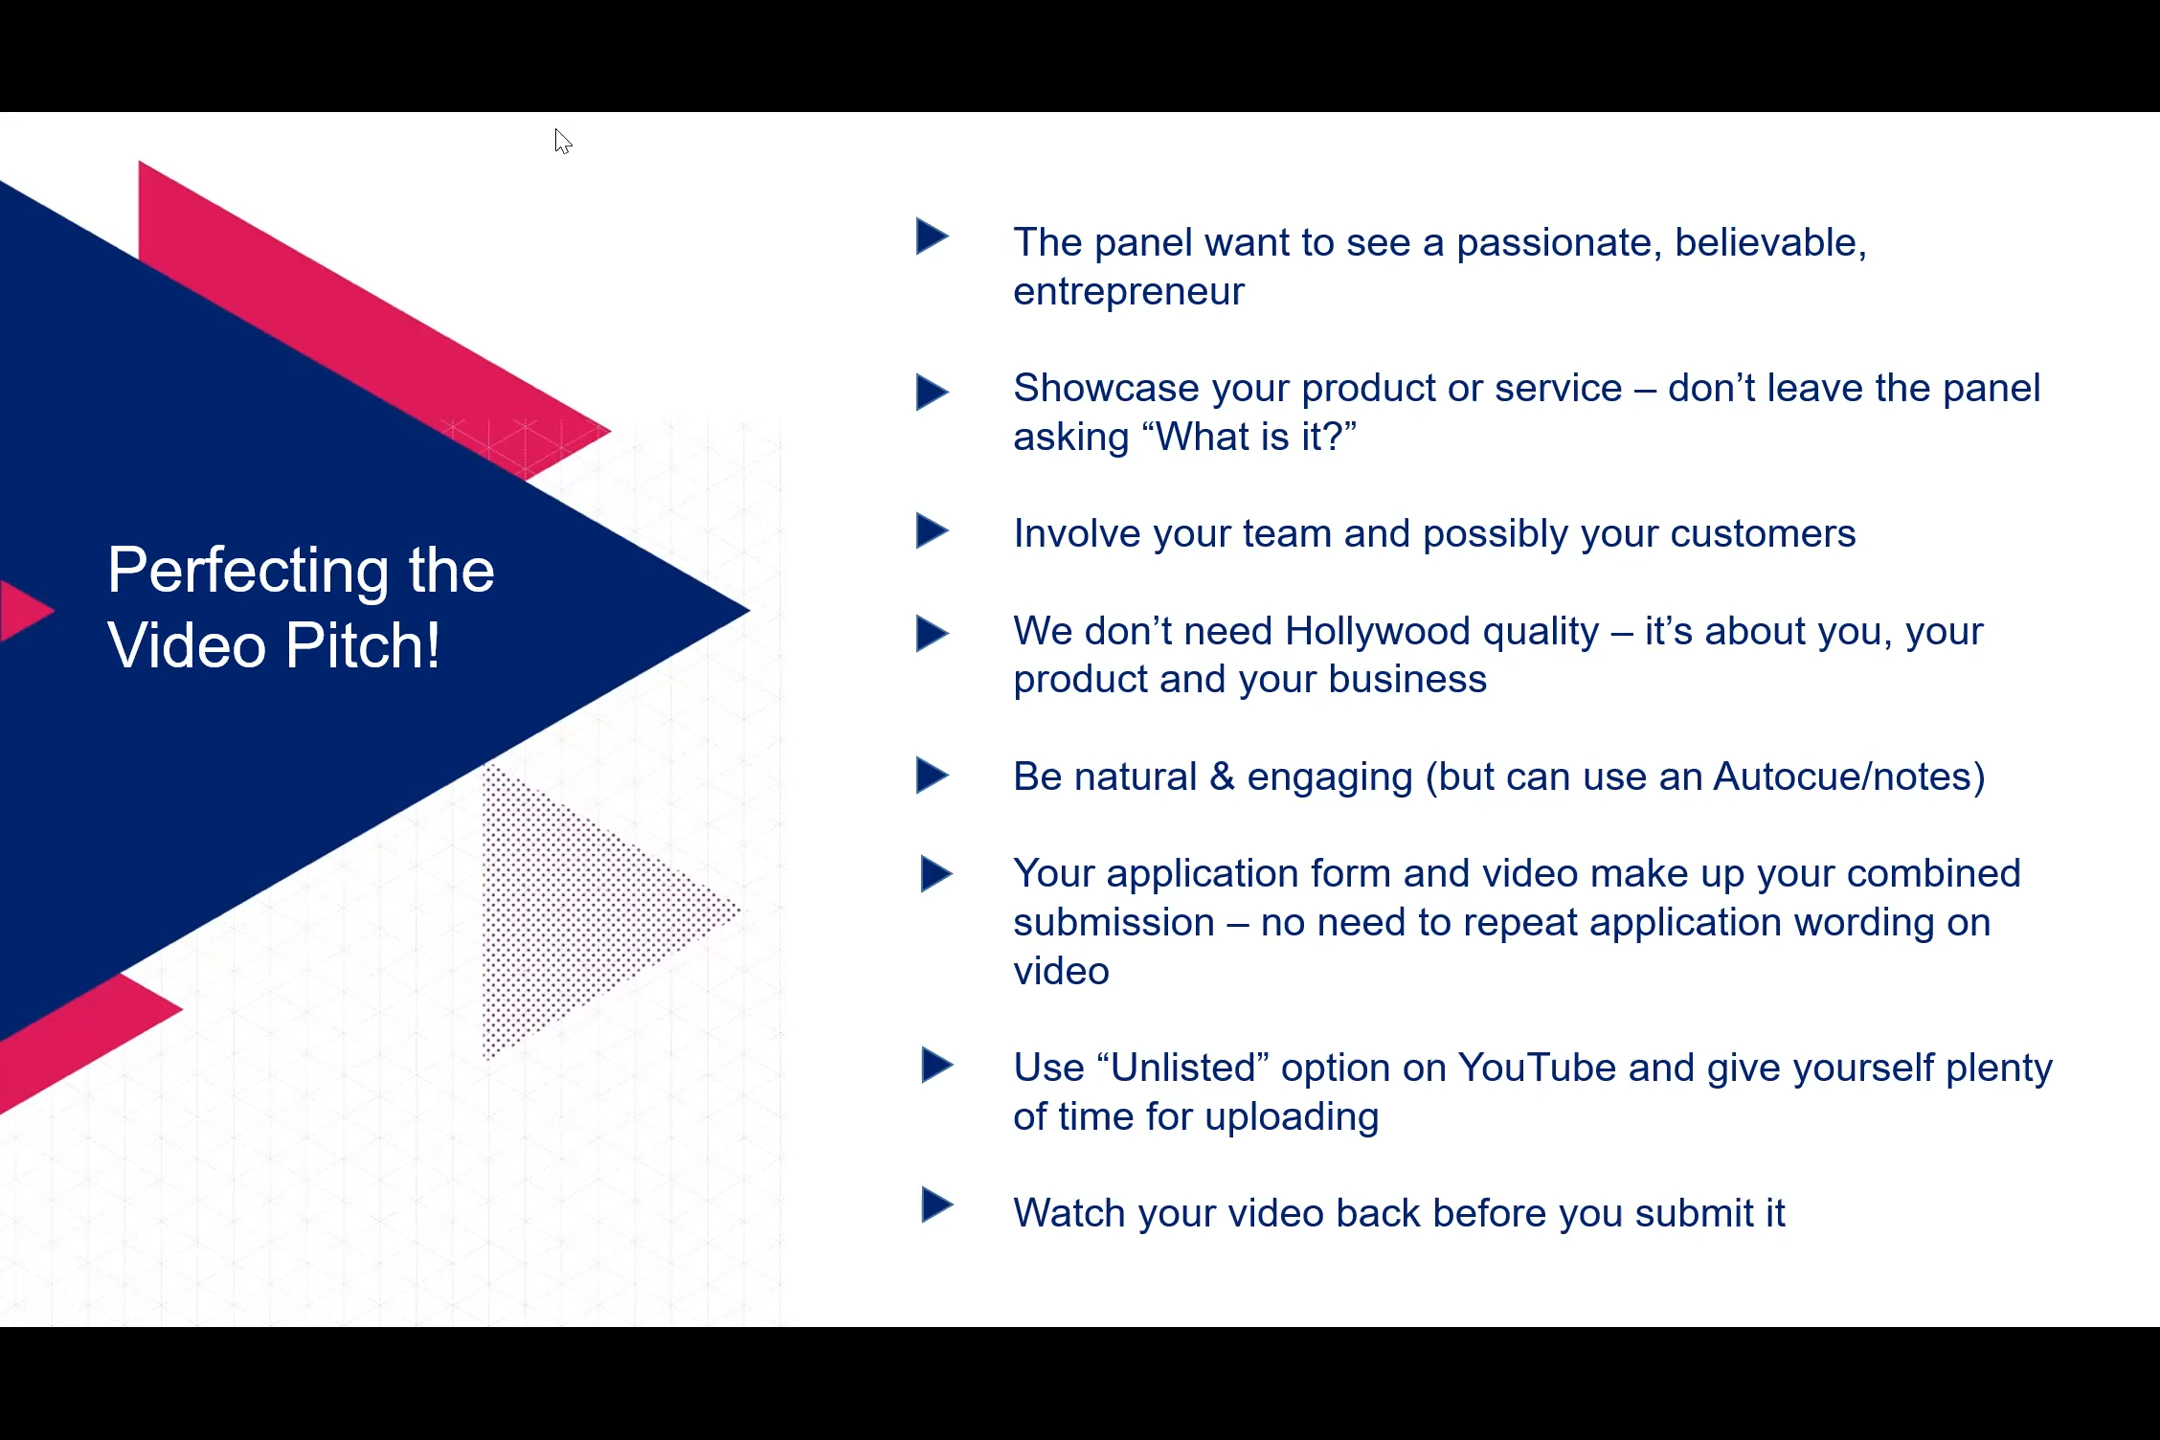 Perfecting the
Video Pitch!
The panel want to see a passionate, believable,
entrepreneur
Showcase your product or service – don’t leave the panel
asking “What is it?”
Involve your team and possibly your customers
We don’t need Hollywood quality – it’s about you, your
product and your business
Be natural & engaging (but can use an Autocue/notes)
Your application form and video make up your combined
submission – no need to repeat application wording on
video
Use “Unlisted” option on YouTube and give yourself plenty
of time for uploading
Watch your video back before you submit it